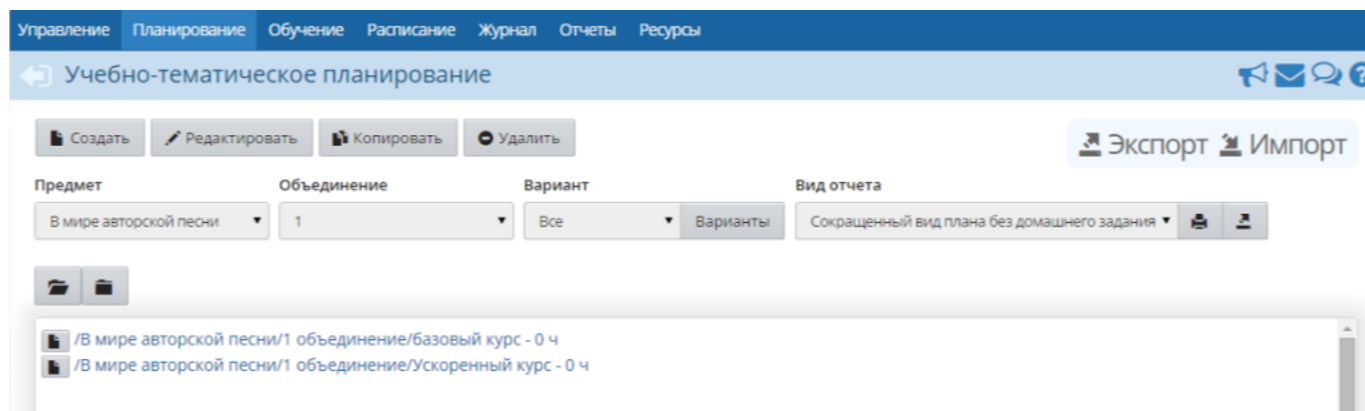 Управление Планирование Обучение Расписание Журнал Отчеты Ресурсы
Учебно-тематическое планирование
Создать Редактировать Копировать Удалить
Экспорт Импорт
Предмет Объединение Вариант Вид отчета
В мире авторской песни 1 Все Варианты Сокращенный вид плана без домашнего задания
/В мире авторской песни/1 объединение/базовый курс - 0 ч
/В мире авторской песни/1 объединение/Ускоренный курс - 0 ч